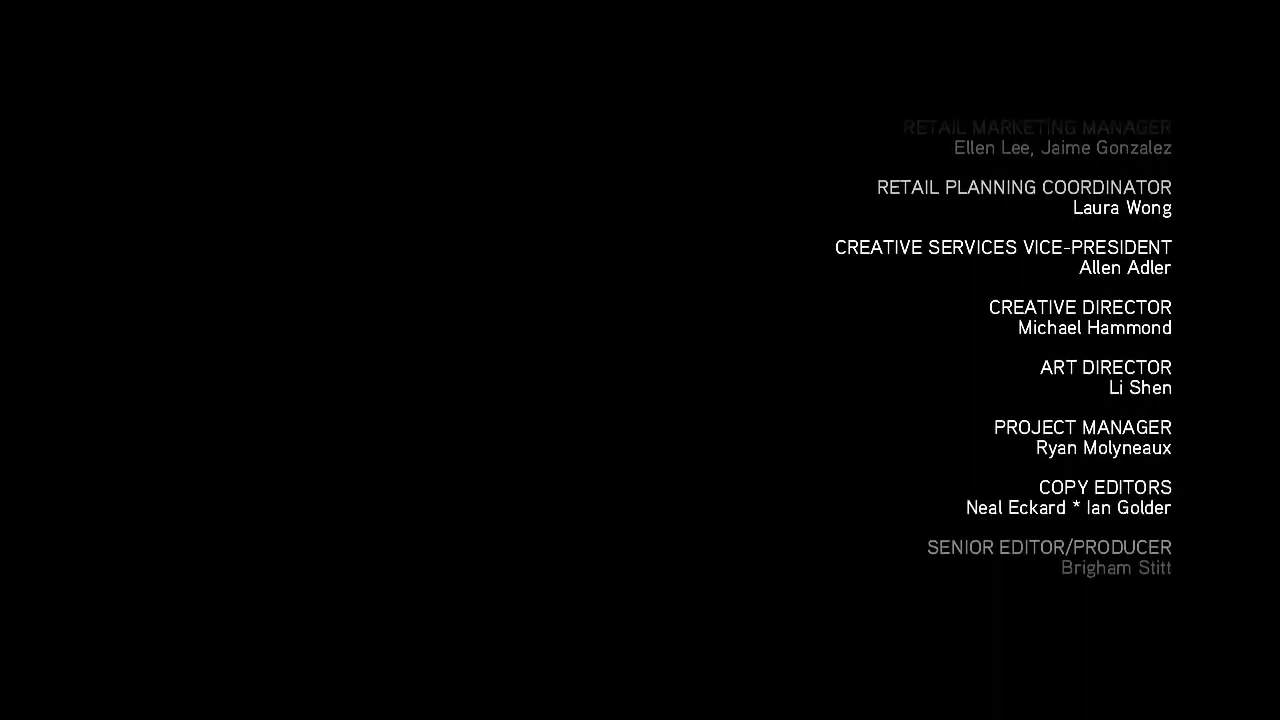 RETAIL MARKETING MANAGER
Ellen Lee, Jaime Gonzalez
RETAIL PLANNING COORDINATOR
Laura Wong
CREATIVE SERVICES VICE-PRESIDENT
Allen Adler
CREATIVE DIRECTOR
Michael Hammond
ART DIRECTOR
Li Shen
PROJECT MANAGER
Ryan Molyneaux
COPY EDITORS
Neal Eckard * Ian Golder
SENIOR EDITOR/PRODUCER
Brigham Stitt